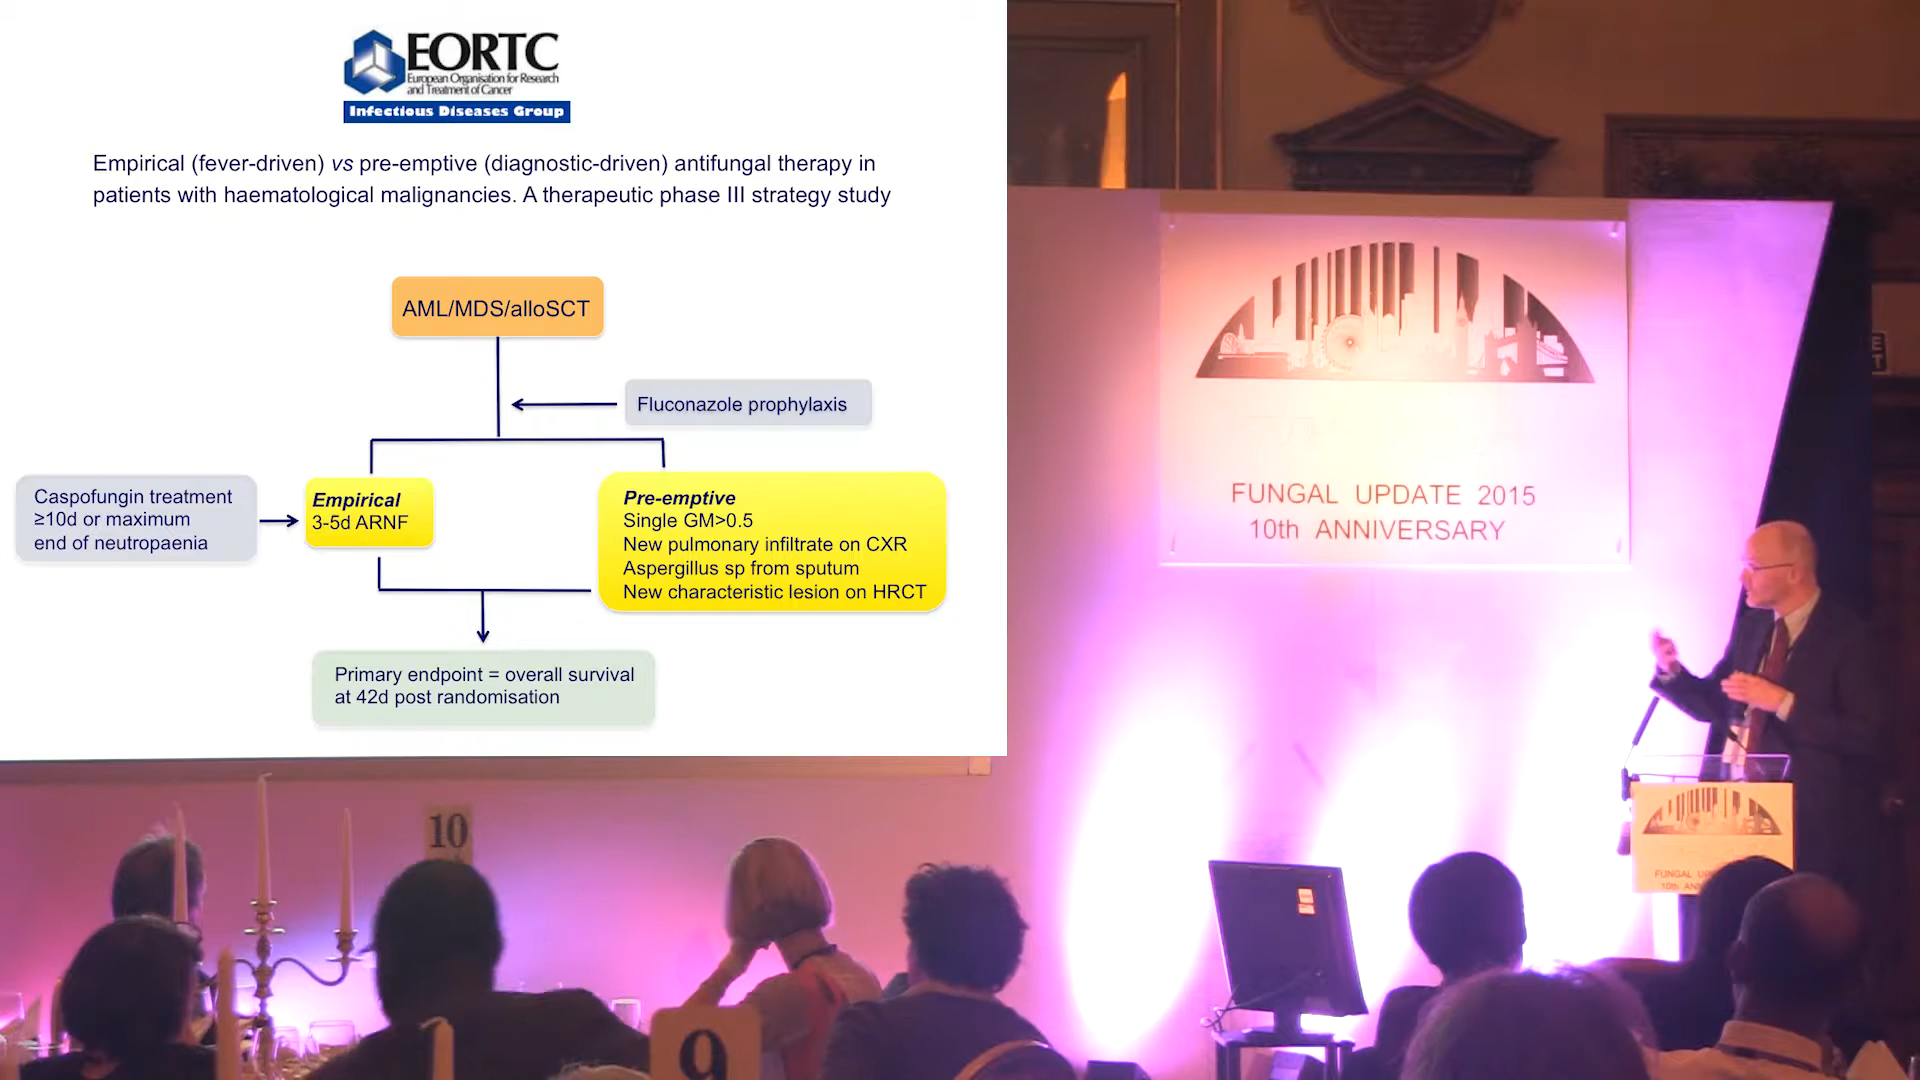 EORTC
European Organisation for Research
and Treatment of Cancer
Infectious Diseases Group
Empirical (fever-driven) vs pre-emptive (diagnostic-driven) antifungal therapy in
patients with haematological malignancies. A therapeutic phase III strategy study
AML/MDS/alloSCT
Fluconazole prophylaxis
Caspofungin treatment
≥10d or maximum
end of neutropaenia
Empirical
3-5d ARNF
Pre-emptive
Single GM>0.5
New pulmonary infiltrate on CXR
Aspergillus sp from sputum
New characteristic lesion on HRCT
Primary endpoint = overall survival
at 42d post randomisation
FUNGAL UPDATE 2015
10th ANNIVERSARY
FUNGAL
10th
10
9